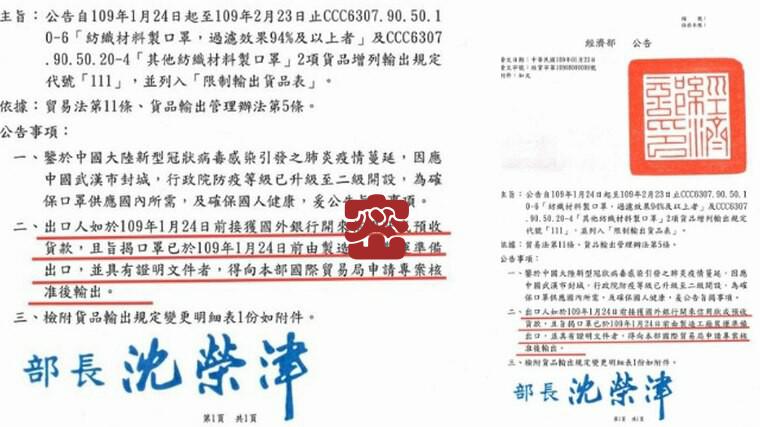 主旨：公告自109年1月24日起至109年2月23日止CCC6307.90.50.1
0-6「紡織材料製口罩，過濾效果94%及以上者」及CCC6307
.90.50.20-4「其他紡織材料製口罩」2項貨品增列輸出規定
代號「111」，並列入「限制輸出貨品表」。
依據：貿易法第11條、貨品輸出管理辦法第5條。
公告事項：
一、鑒於中國大陸新型冠狀病毒感染引發之肺炎疫情蔓延，因應
中國武漢市封城，行政院防疫等級已升級至二級開設，為確
保口罩供應國內所需，及確保國人健康，爰公告旨揭事項。
二、出口人如於109年1月24日前接獲國外銀行開來 預收
貨款，且旨揭口罩已於109年1月24日前由製造 準備
出口，並具有證明文件者，得向本部國際貿易局申請專案核
准後輸出。
三、檢附貨品輸出規定變更明細表1份如附件。
部長 沈榮津
第1頁 共1頁
經濟部 公告
發文日期：中華民國109年01月23日
附件：如文
經濟部印
主旨：公告自109年1月24日起至109年2月23日止CCC6307.90.50.1
0-6「紡織材料製口罩，過濾效果94%及以上者」及CCC6307
.90.50.20-4「其他紡織材料製口罩」2項貨品增列輸出規定
代號「111」，並列入「限制輸出貨品表」。
依據：貿易法第11條、貨品輸出管理辦法第5條。
公告事項：
一、鑒於中國大陸新型冠狀病毒感染引發之肺炎疫情蔓延，因應
中國武漢市封城，行政院防疫等級已升級至二級開設，為確
保口罩供應國內所需，及確保國人健康，爰公告旨揭事項。
二、出口人如於109年1月24日前接獲國外銀行開來信用狀或預收
貨款，且旨揭口罩已於109年1月24日前由製造工廠製準備
出口，並具有證明文件者，得向本部國際貿易局申請專案核
准後輸出。
三、檢附貨品輸出規定變更明細表1份如附件。
部長 沈榮津
第1頁 共1頁